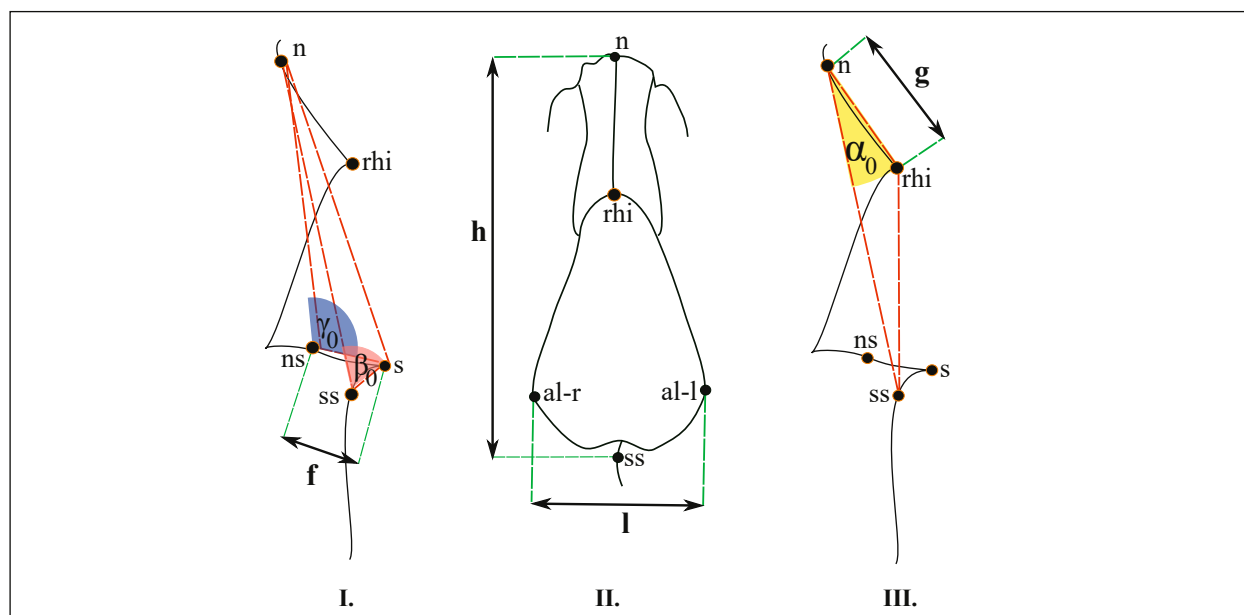 n
rhi
γ0
β0
ns
s
ss
f
I.
n
rhi
h
al-r
al-l
ss
l
II.
n
g
α0
rhi
ns
s
ss
III.